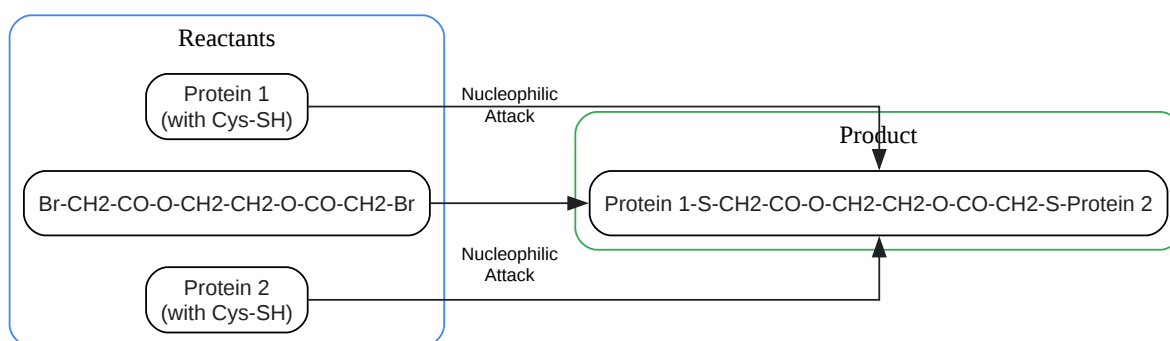 Reactants
Protein 1
(with Cys-SH)
Nucleophilic
Attack
Product
Br-CH2-CO-O-CH2-CH2-O-CO-CH2-Br
Protein 1-S-CH2-CO-O-CH2-CH2-O-CO-CH2-S-Protein 2
Nucleophilic
Attack
Protein 2
(with Cys-SH)